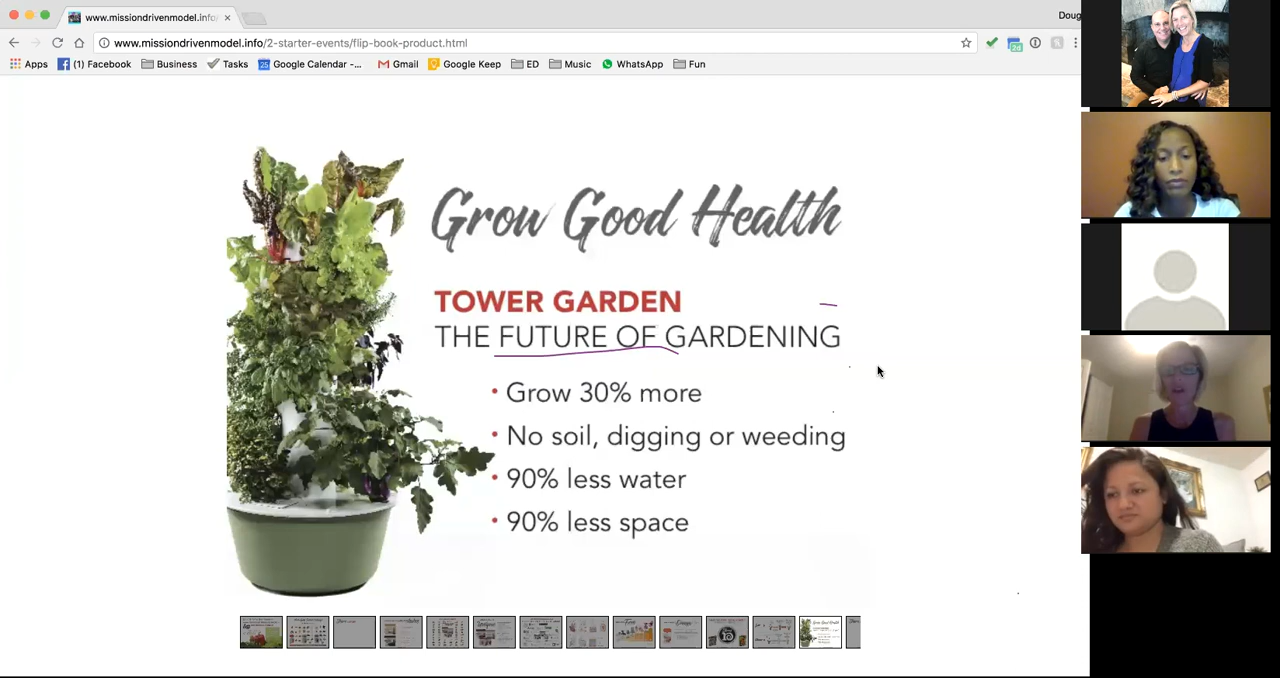 www.missiondrivenmodel.info/
Doug
www.missiondrivenmodel.info/2-starter-events/flip-book-product.html
Apps (1) Facebook Business Tasks Google Calendar -... Gmail Google Keep ED Music WhatsApp Fun
Grow Good Health
TOWER GARDEN
THE FUTURE OF GARDENING
• Grow 30% more
• No soil, digging or weeding
• 90% less water
• 90% less space